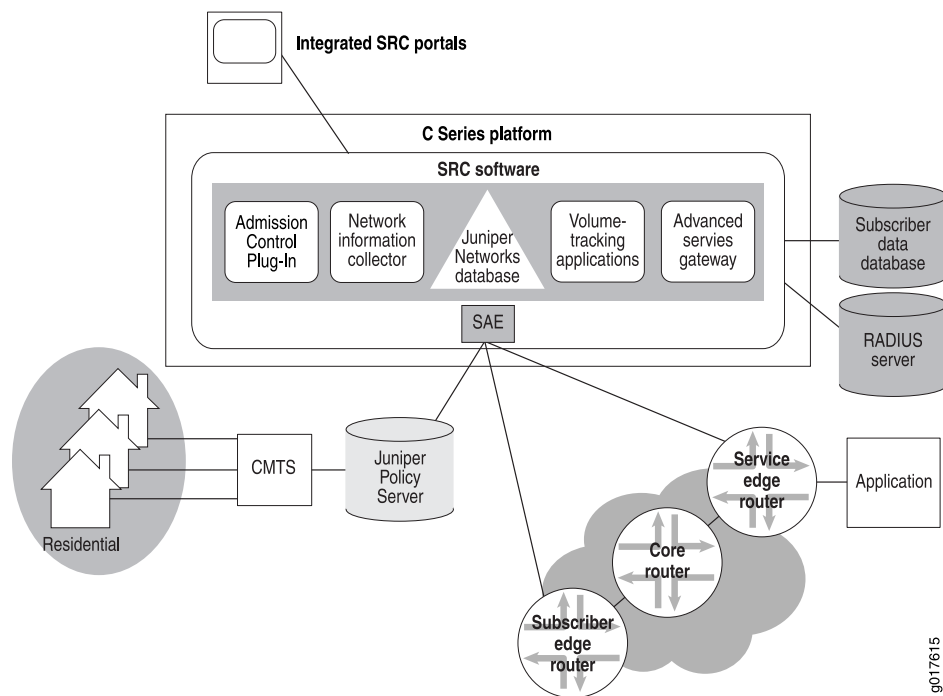 Integrated SRC portals
C Series platform
SRC software
Admission
Control
Plug-In
Network
information
collector
Juniper
Networks
database
Volume-
tracking
applications
Advanced
servies
gateway
Subscriber
data
database
SAE
RADIUS
server
Residential
CMTS
Juniper
Policy
Server
Service
edge
router
Application
Core
router
Subscriber
edge
router
g017615